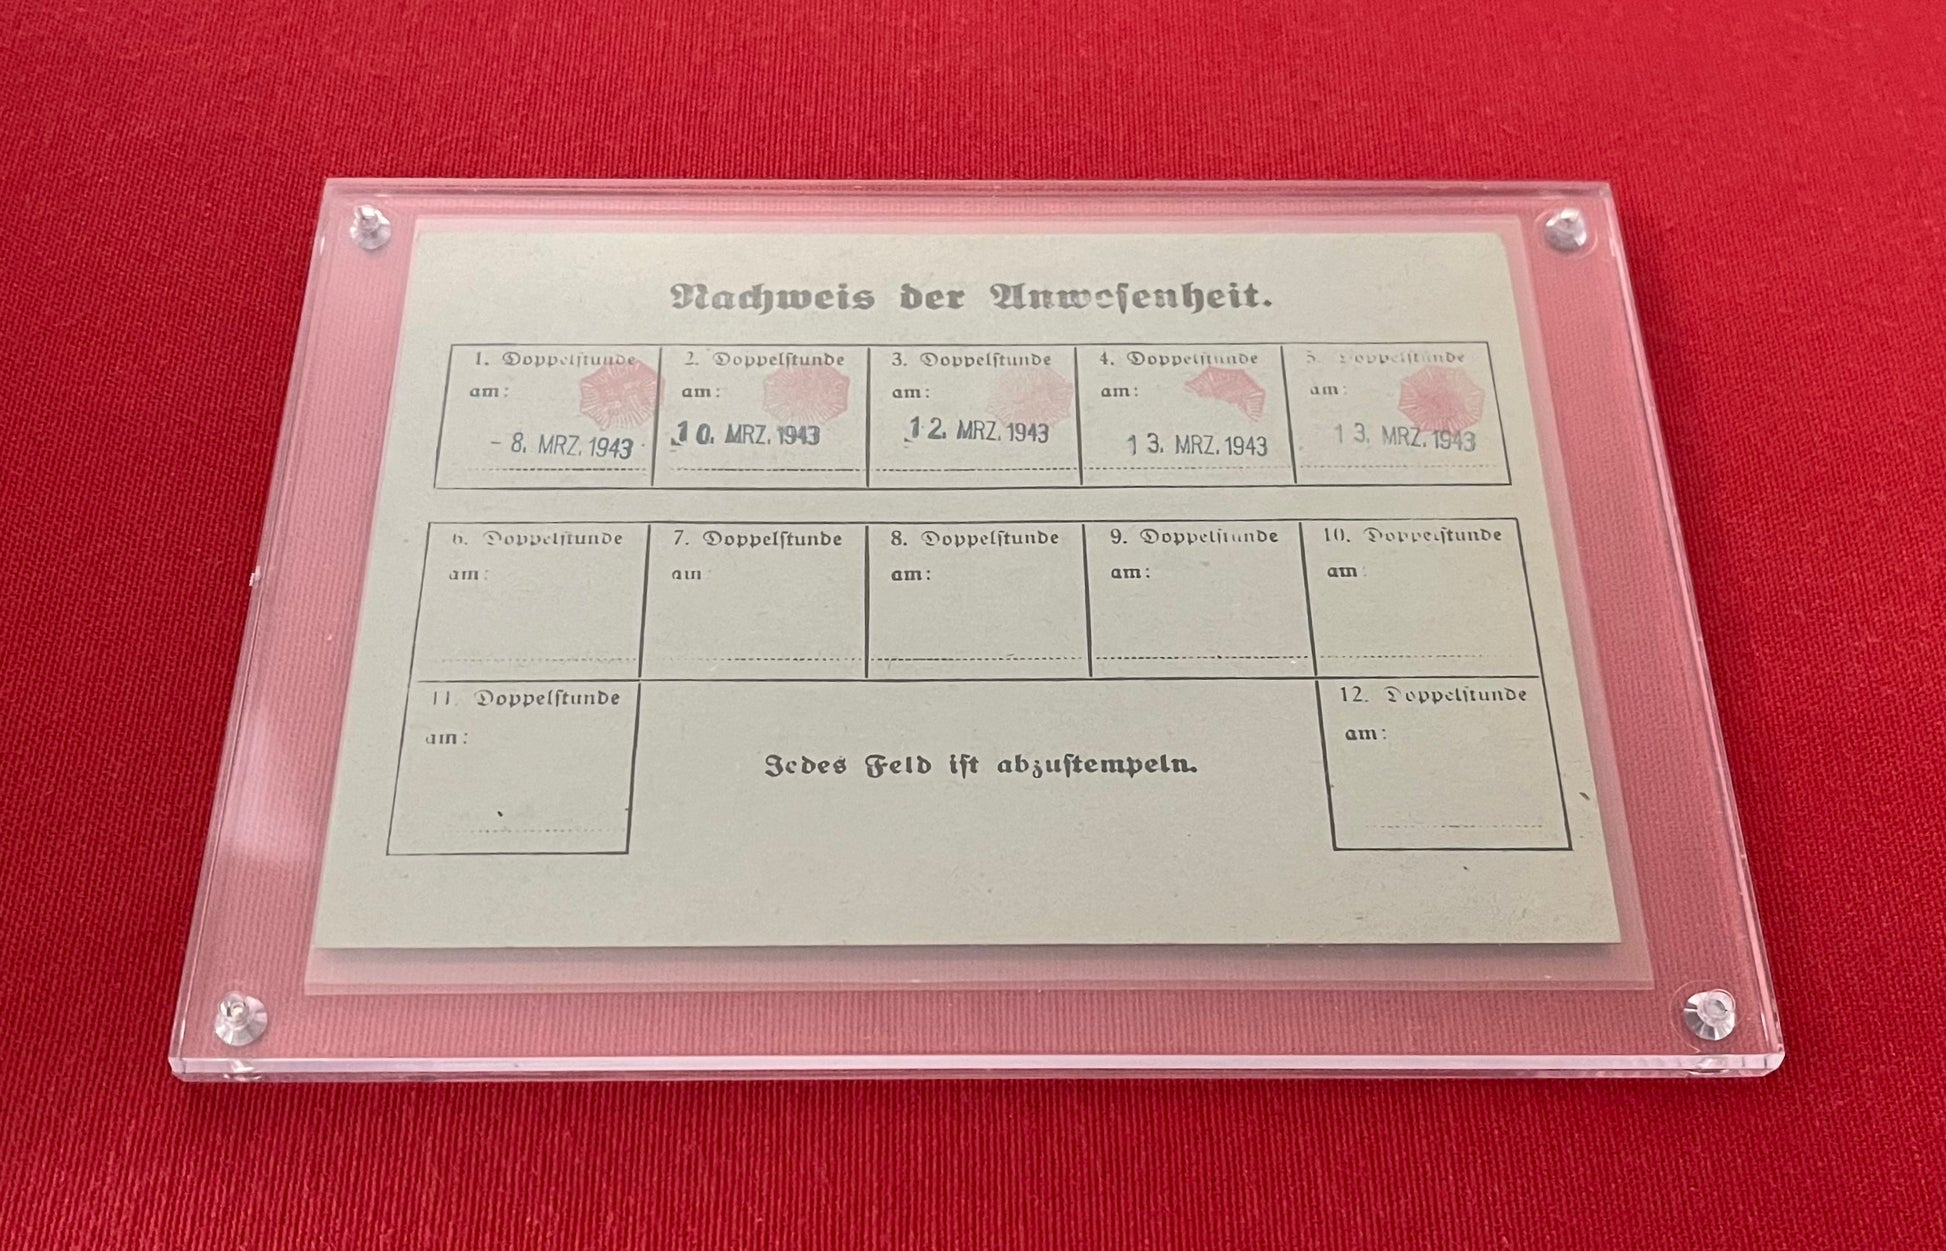 Nachweis der Anwesenheit.
1. Doppelſtunde
am:
- 8. MRZ. 1943
2. Doppelſtunde
am:
10. MRZ. 1943
3. Doppelſtunde
am:
12. MRZ. 1943
4. Doppelſtunde
am:
13. MRZ. 1943
5. Doppelſtunde
am:
13. MRZ. 1943
6. Doppelſtunde
am:
7. Doppelſtunde
am:
8. Doppelſtunde
am:
9. Doppelſtunde
am:
10. Doppelſtunde
am:
11. Doppelſtunde
am:
Jedes Feld iſt abzuſtempeln.
12. Doppelſtunde
am: